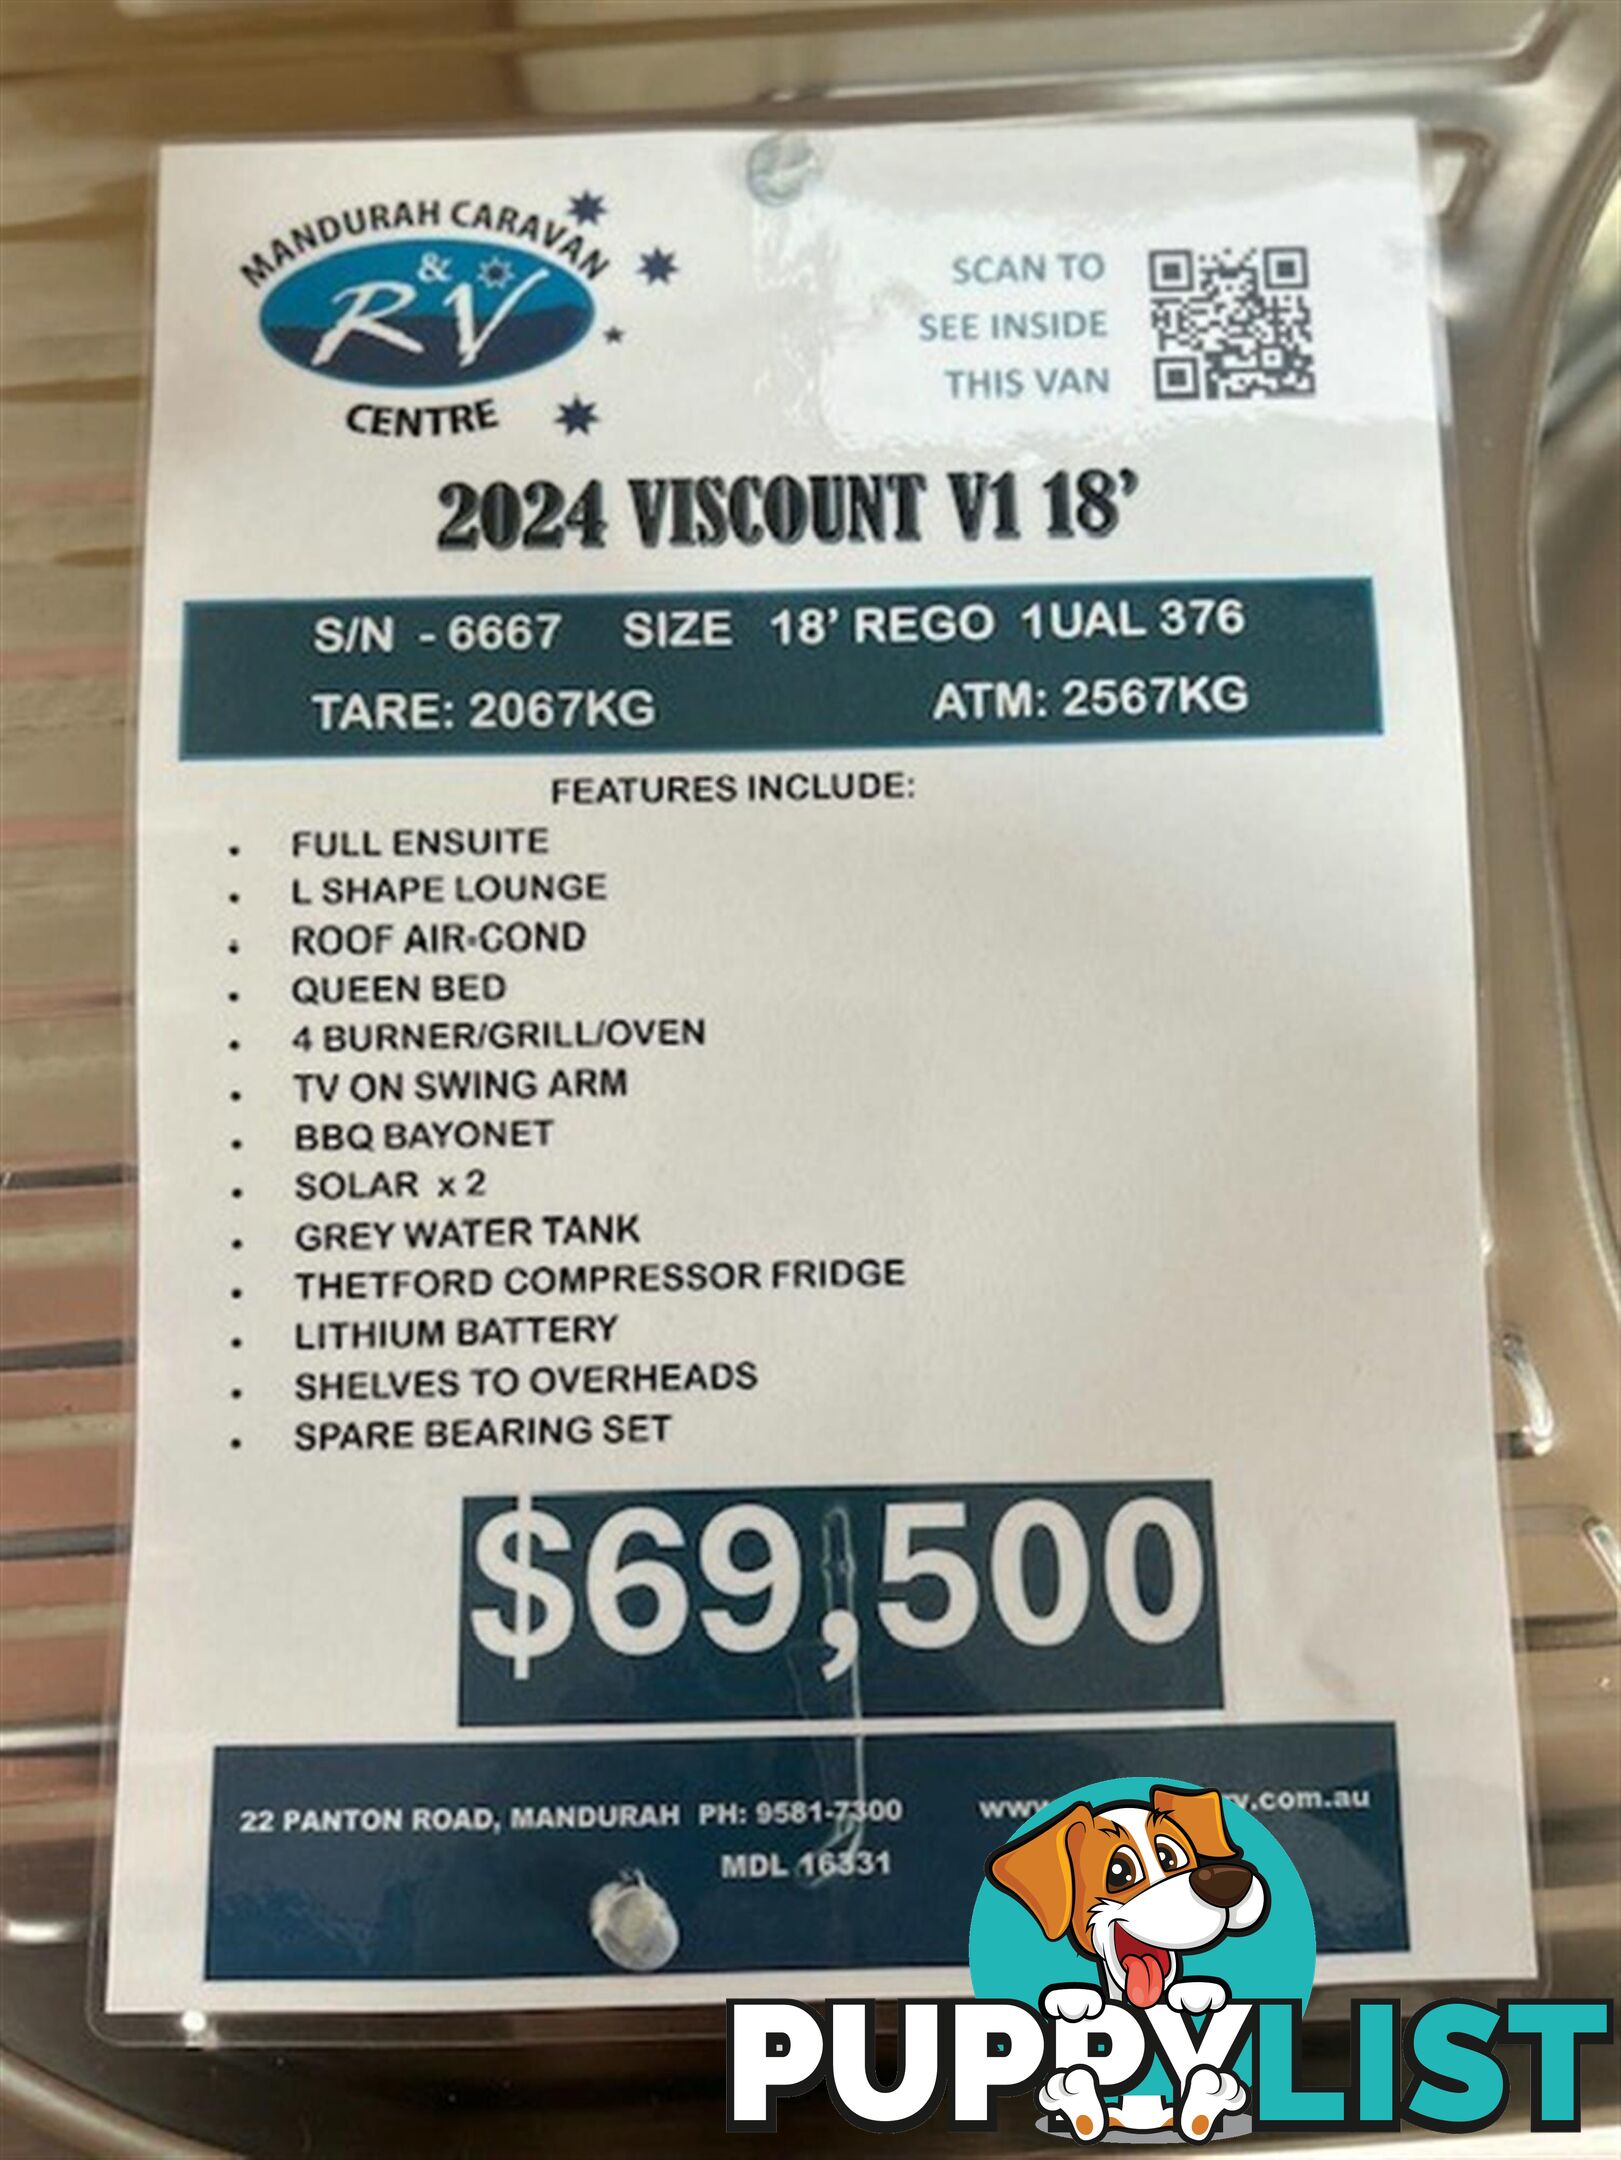 MANDURAH CARAVAN
& RV
CENTRE
SCAN TO
SEE INSIDE
THIS VAN
2024 VISCOUNT V1 18’
S/N - 6667 SIZE 18’ REGO 1UAL 376
TARE: 2067KG ATM: 2567KG
FEATURES INCLUDE:
• FULL ENSUITE
• L SHAPE LOUNGE
• ROOF AIR-COND
• QUEEN BED
• 4 BURNER/GRILL/OVEN
• TV ON SWING ARM
• BBQ BAYONET
• SOLAR x 2
• GREY WATER TANK
• THETFORD COMPRESSOR FRIDGE
• LITHIUM BATTERY
• SHELVES TO OVERHEADS
• SPARE BEARING SET
$69,500
22 PANTON ROAD, MANDURAH PH: 9581-7300 .com.au
MDL 16331
PUPPYLIST